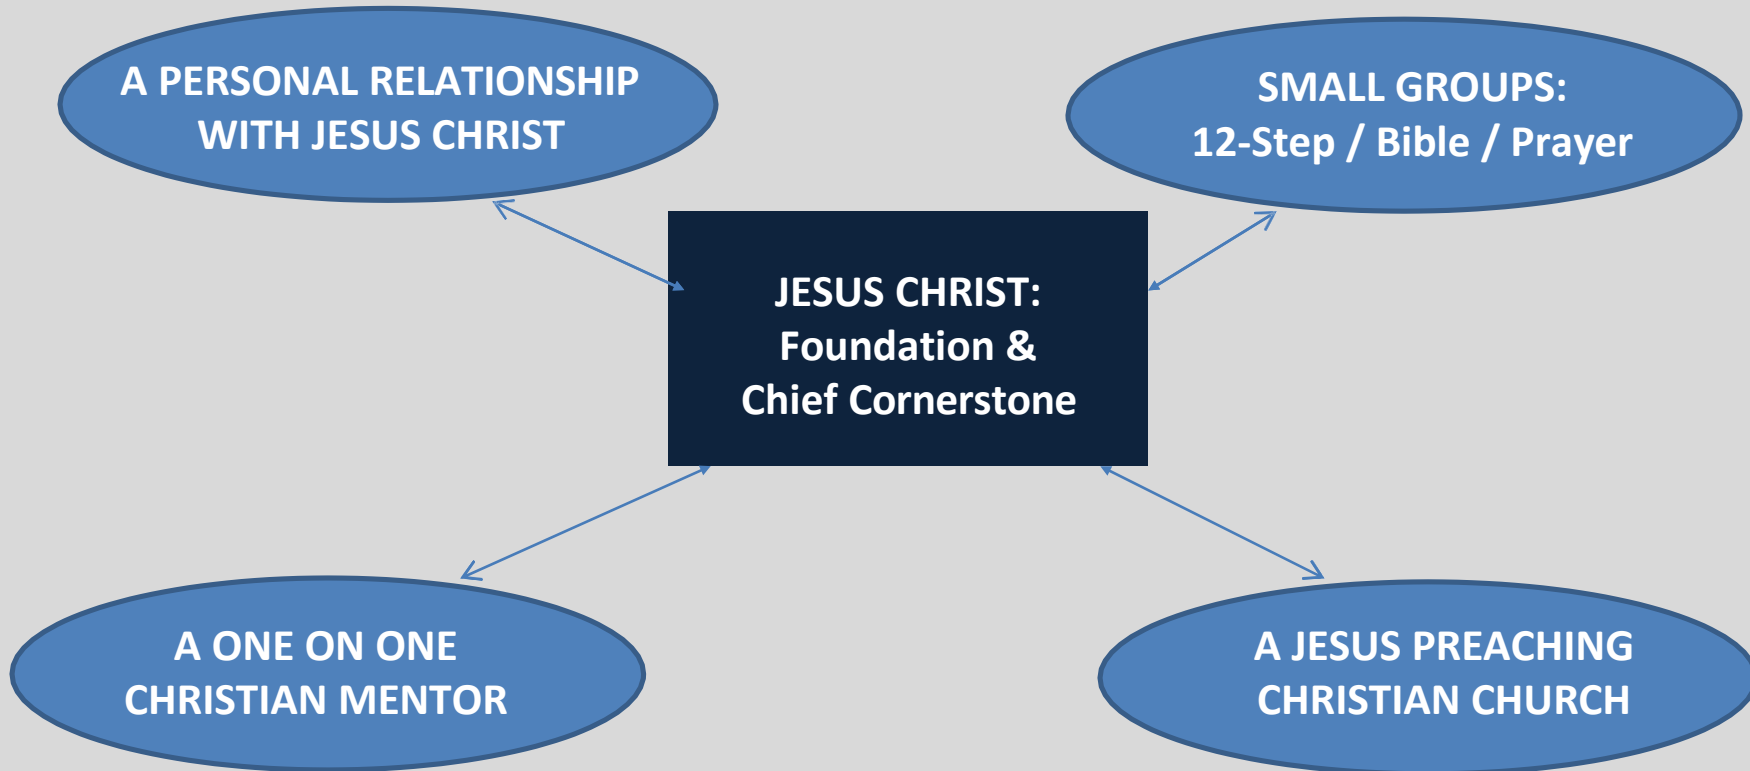 A PERSONAL RELATIONSHIP
WITH JESUS CHRIST
SMALL GROUPS:
12-Step / Bible / Prayer
JESUS CHRIST:
Foundation &
Chief Cornerstone
A ONE ON ONE
CHRISTIAN MENTOR
A JESUS PREACHING
CHRISTIAN CHURCH